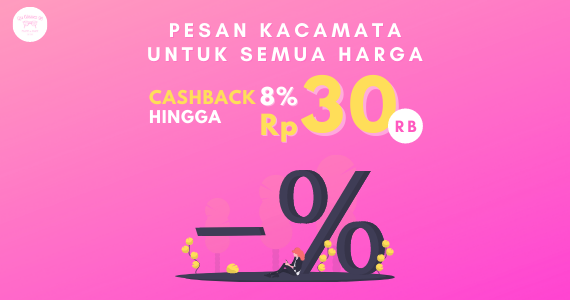 PESAN KACAMATA
UNTUK SEMUA HARGA
CASHBACK 8%
HINGGA Rp 30 RB
-%